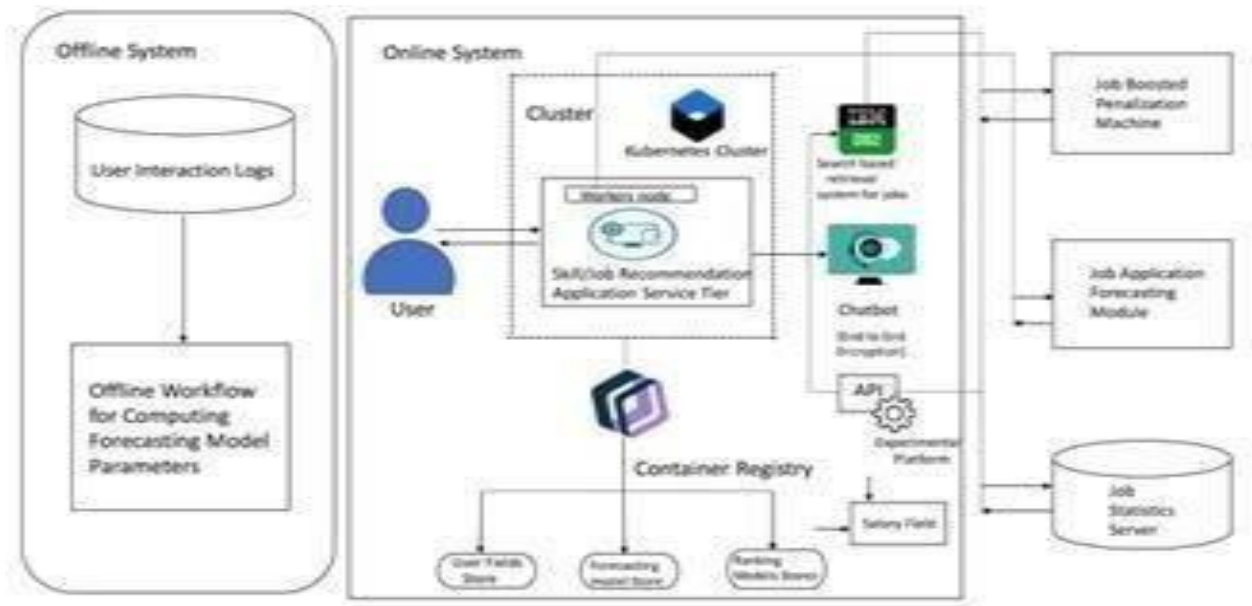 Offline System
User Interaction Logs
Offline Workflow
for Computing
Forecasting Model
Parameters
Online System
Cluster
Kubernetes Cluster
Workers node
Skill/Job Recommendation
Application Service Tier
User
Search based
retrieval
system for jobs
Chatbot
(End to End
Encryption)
API
Experimental
Platform
Container Registry
Salary Field
User Fields
Store
Forecasting
model Store
Ranking
Models Stores
Job Boosted
Penalization
Machine
Job Application
Forecasting
Module
Job
Statistics
Server